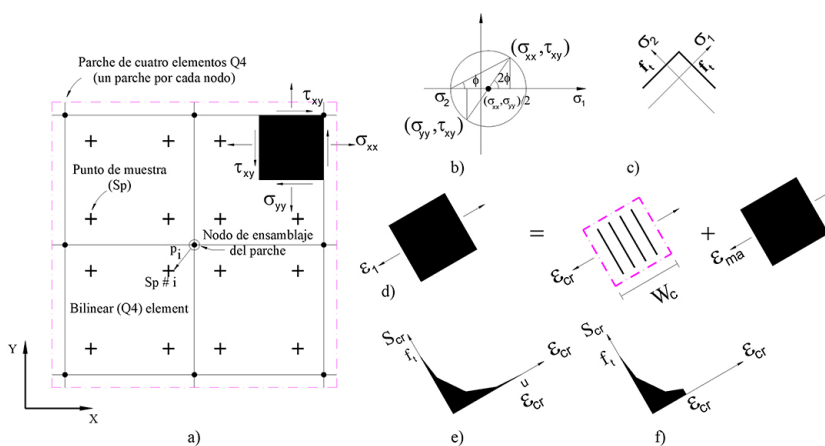 Parche de cuatro elementos Q4
(un parche por cada nodo)
τxy
σxx
τxy
σyy
Punto de muestra
(Sp)
Nodo de ensamblaje
del parche
pi
Sp # i
Bilinear (Q4) element
Y
X
a)
(σxx,τxy)
ϕ
2ϕ
σ2
(σxx,σyy)/2
σ1
(σyy,τxy)
b)
σ2
σ1
ft
ft
c)
ε1
=
εcr
Wc
+
εma
d)
Scr
ft
εcr
u
εcr
e)
Scr
ft
εcr
εcr
f)